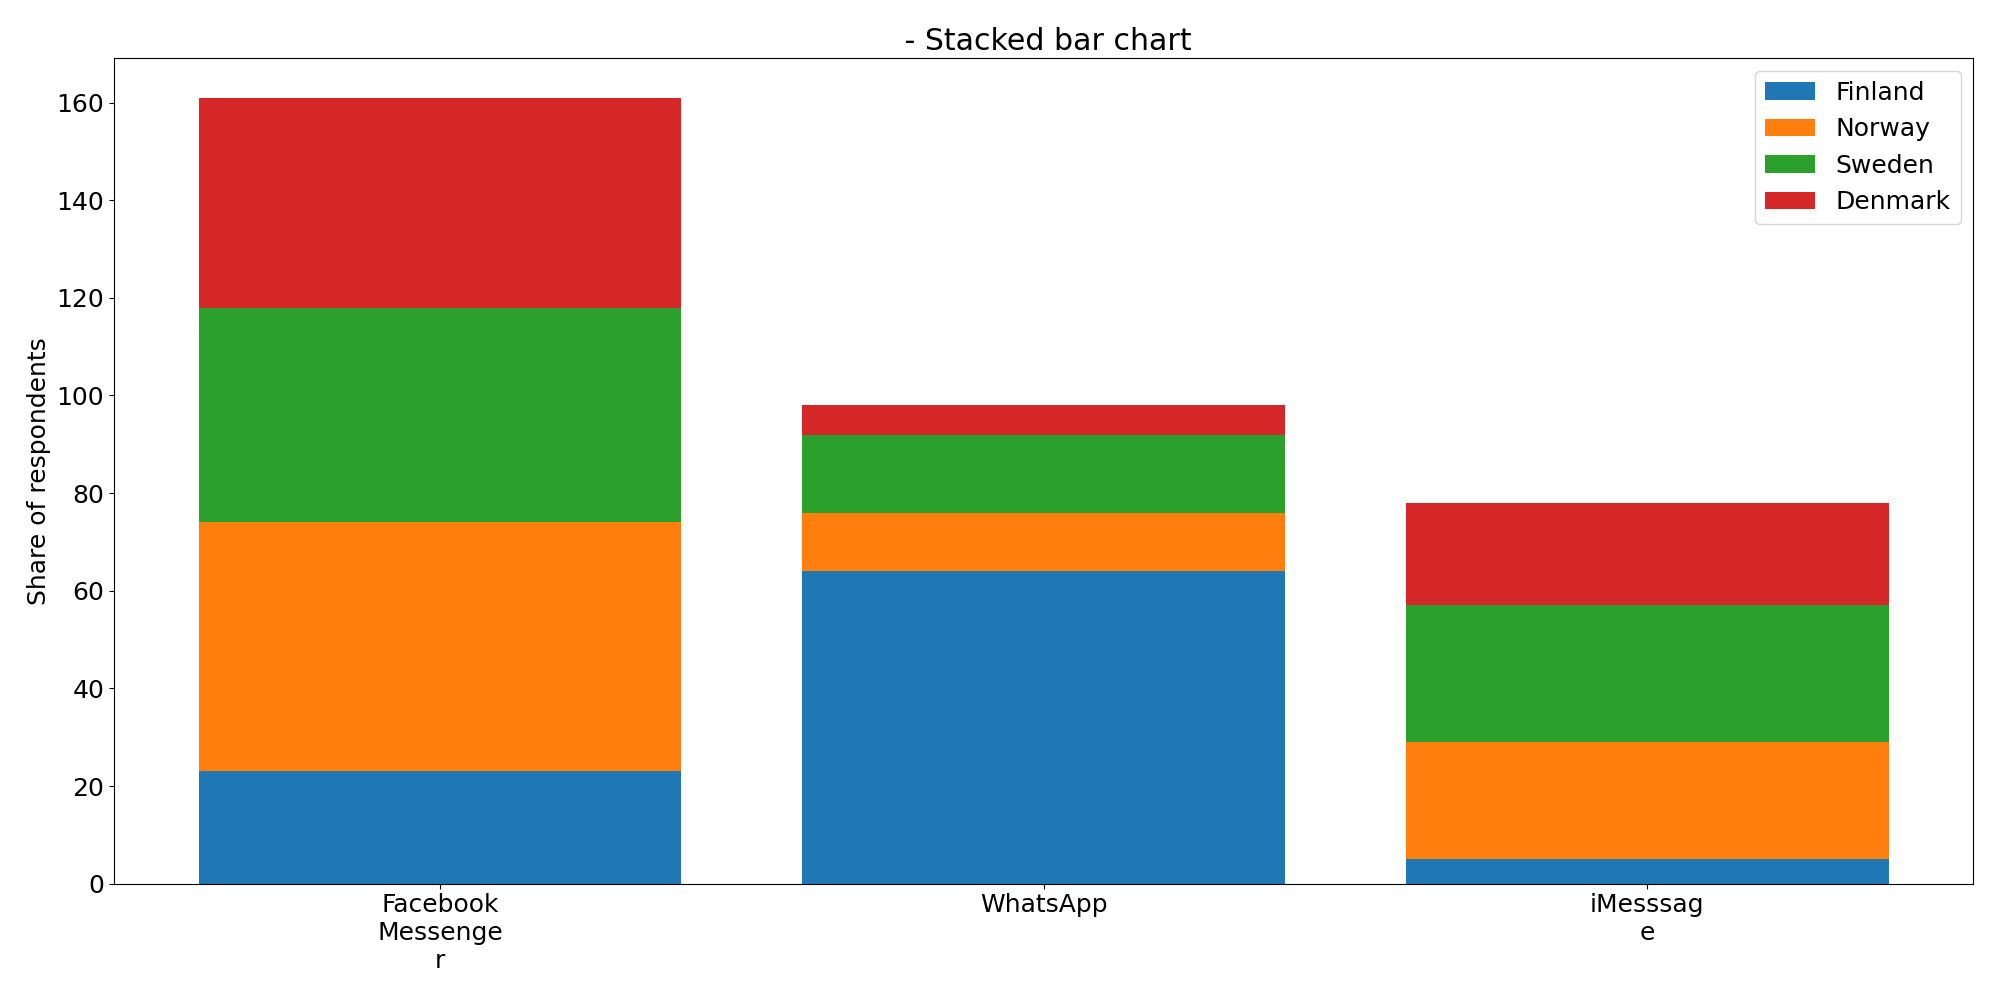 - Stacked bar chart
160
140
120
100
80
60
40
20
0
Share of respondents
Finland
Norway
Sweden
Denmark
Facebook
Messenge
r
WhatsApp
iMesssag
e